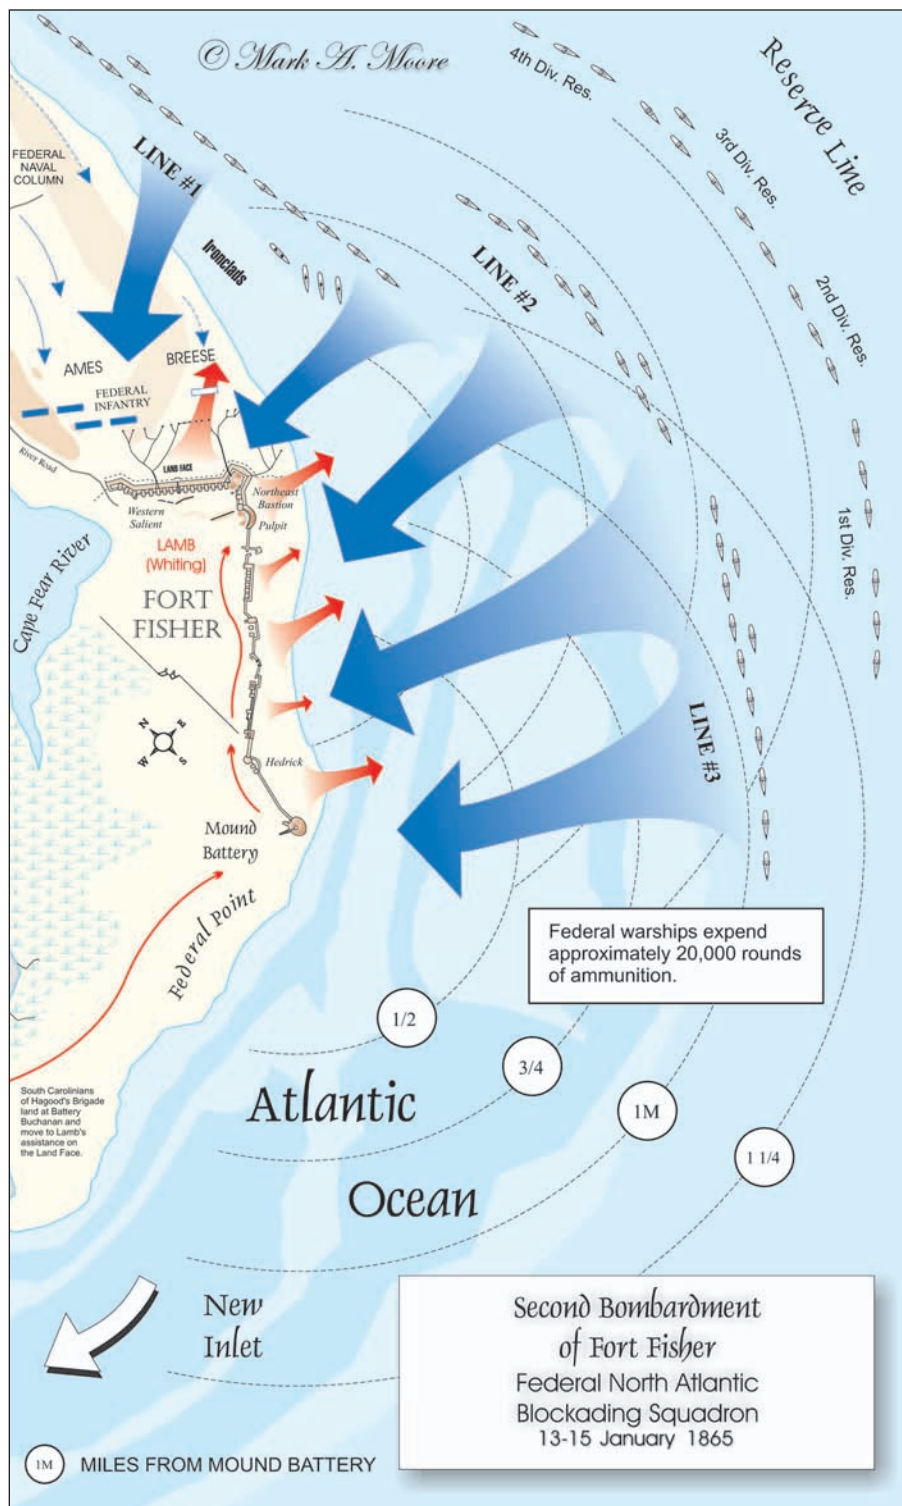 © Mark A. Moore
Reserve Line
4th Div. Res.
3rd Div. Res.
2nd Div. Res.
1st Div. Res.
FEDERAL
NAVAL
COLUMN
LINE #1
Ironclads
LINE #2
AMES
BREESE
FEDERAL
INFANTRY
River Road
LAND FACE
Western
Salient
Northeast
Bastion
Pulpit
LAMB
(Whiting)
Cape Fear River
FORT
FISHER
N
E
W
S
Hedrick
LINE #3
Mound
Battery
Federal Point
Federal warships expend
approximately 20,000 rounds
of ammunition.
1/2
3/4
1M
1 1/4
South Carolinians
of Hagood's Brigade
land at Battery
Buchanan and
move to Lamb's
assistance on
the Land Face.
Atlantic
Ocean
New
Inlet
Second Bombardment
of Fort Fisher
Federal North Atlantic
Blockading Squadron
13-15 January 1865
1M
MILES FROM MOUND BATTERY